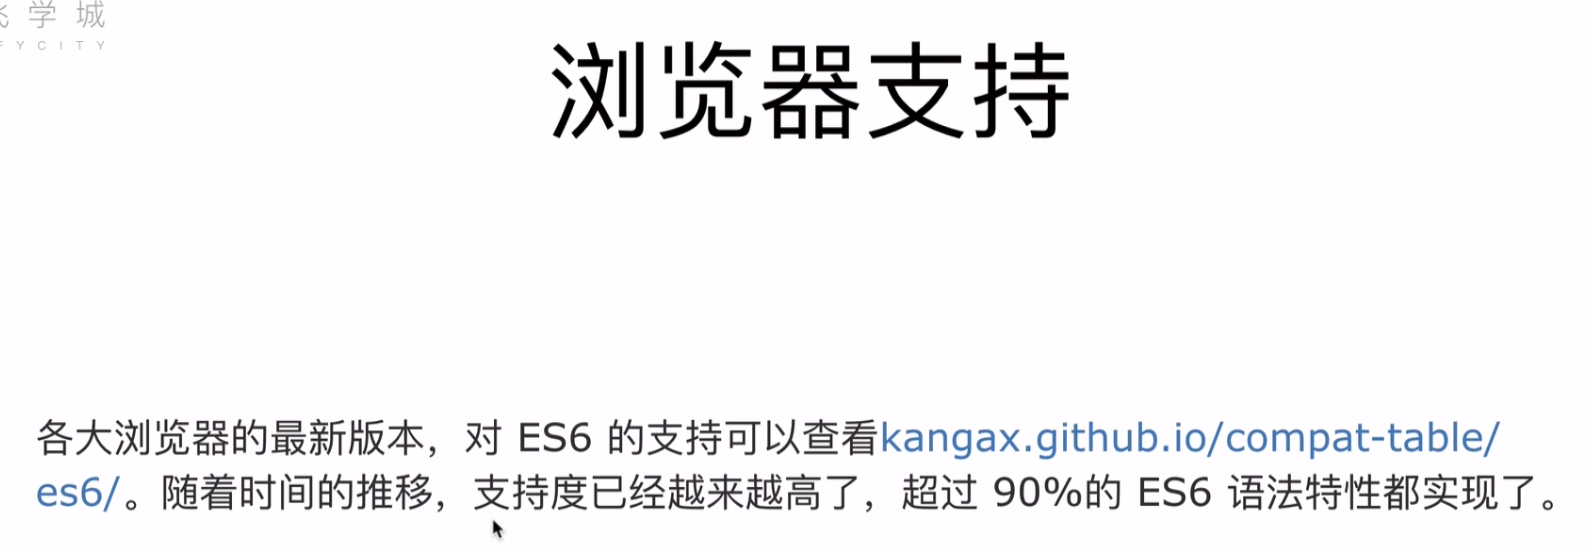 学城
FYCITY
浏览器支持
各大浏览器的最新版本，对 ES6 的支持可以查看kangax.github.io/compat-table/
es6/。随着时间的推移，支持度已经越来越高了，超过 90%的 ES6 语法特性都实现了。